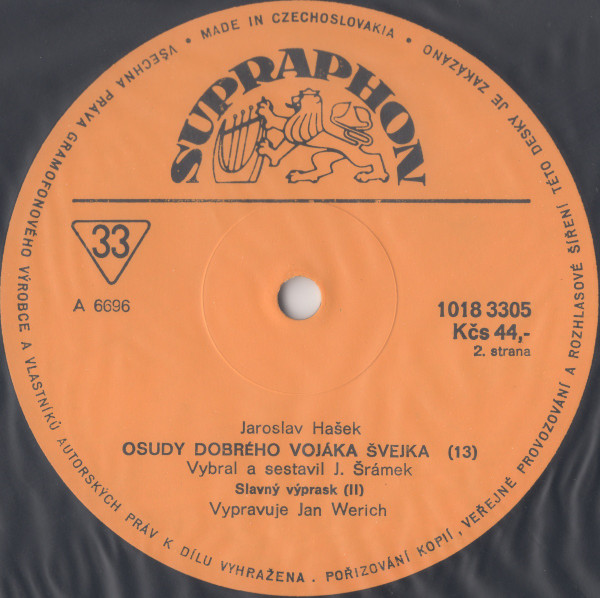 VŠECHNA PRÁVA GRAMOFONOVÉHO VÝROBCE A VLASTNÍKŮ AUTORSKÝCH PRÁV K DÍLU VYHRAŽENA . POŘIZOVÁNÍ KOPIÍ , VEŘEJNÉ PROVOZOVÁNÍ A ROZHLASOVÉ ŠÍŘENÍ TÉTO DESKY JE ZAKÁZÁNO • MADE IN CZECHOSLOVAKIA •
SUPRAPHON
33
A 6696
1018 3305
Kčs 44,-
2. strana
Jaroslav Hašek
OSUDY DOBRÉHO VOJÁKA ŠVEJKA (13)
Vybral a sestavil J. Šrámek
Slavný výprask (II)
Vypravuje Jan Werich